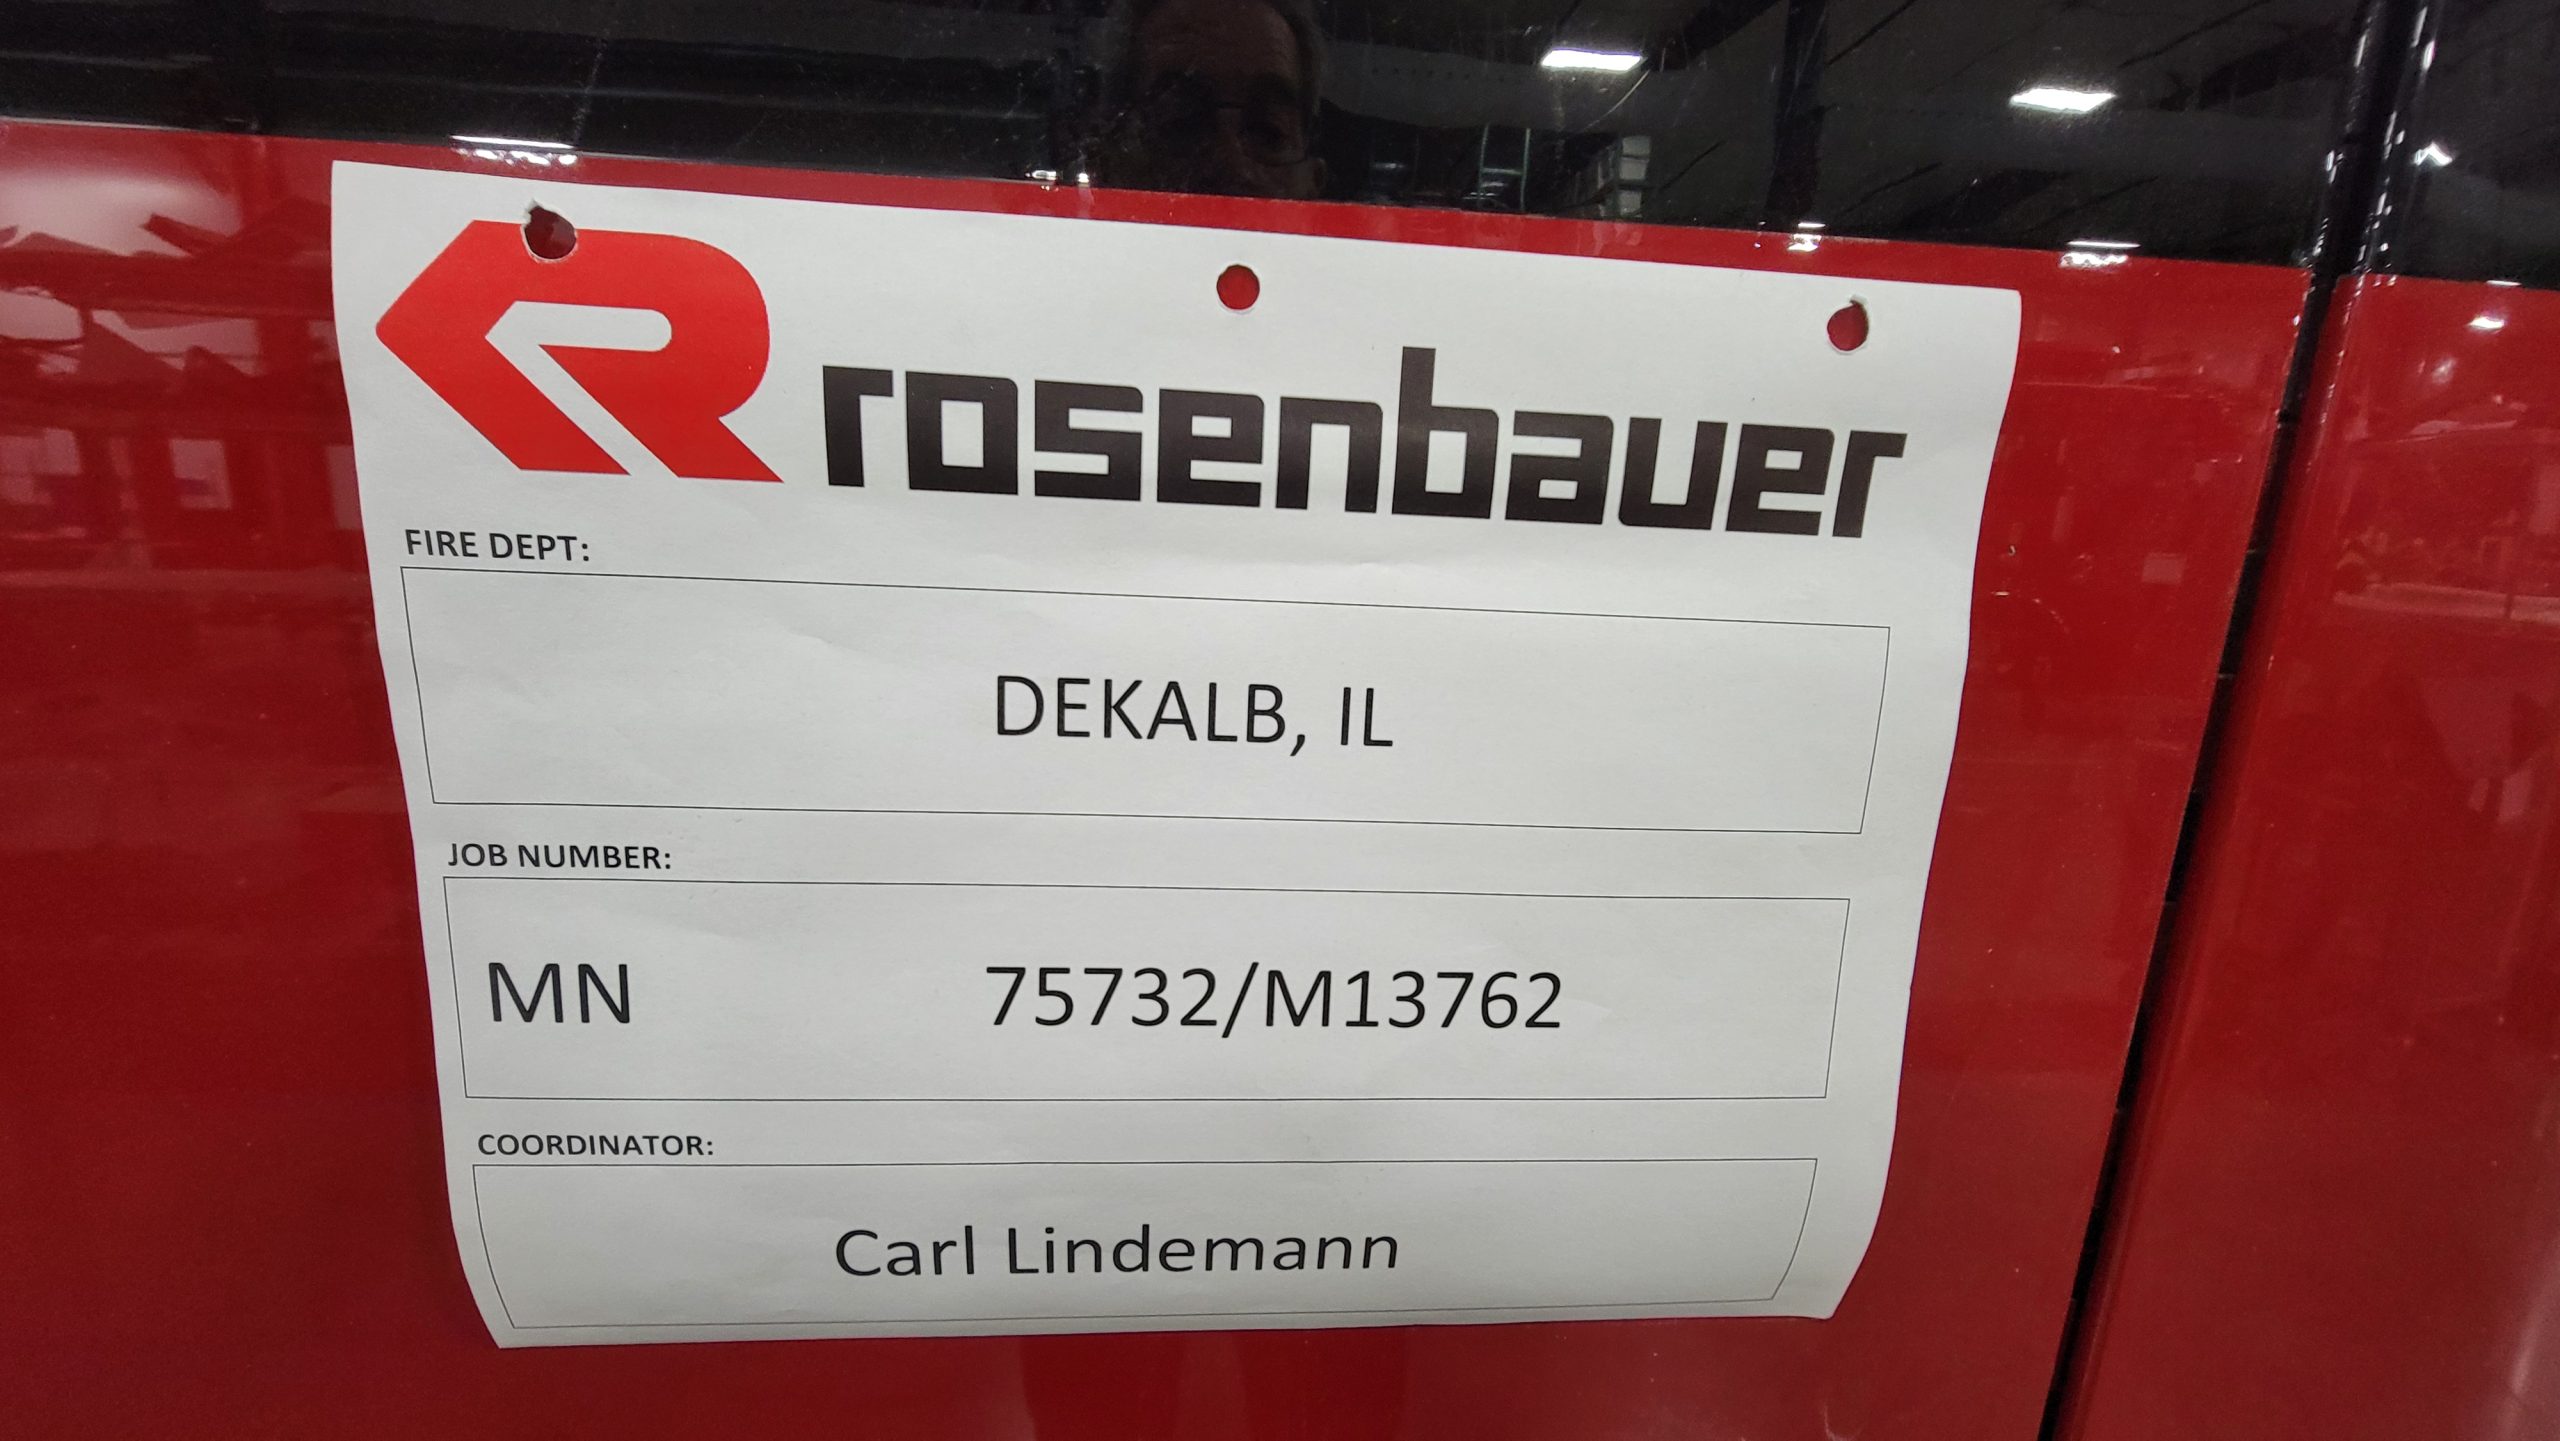 rosenbauer
FIRE DEPT:
DEKALB, IL
JOB NUMBER:
MN 75732/M13762
COORDINATOR:
Carl Lindemann